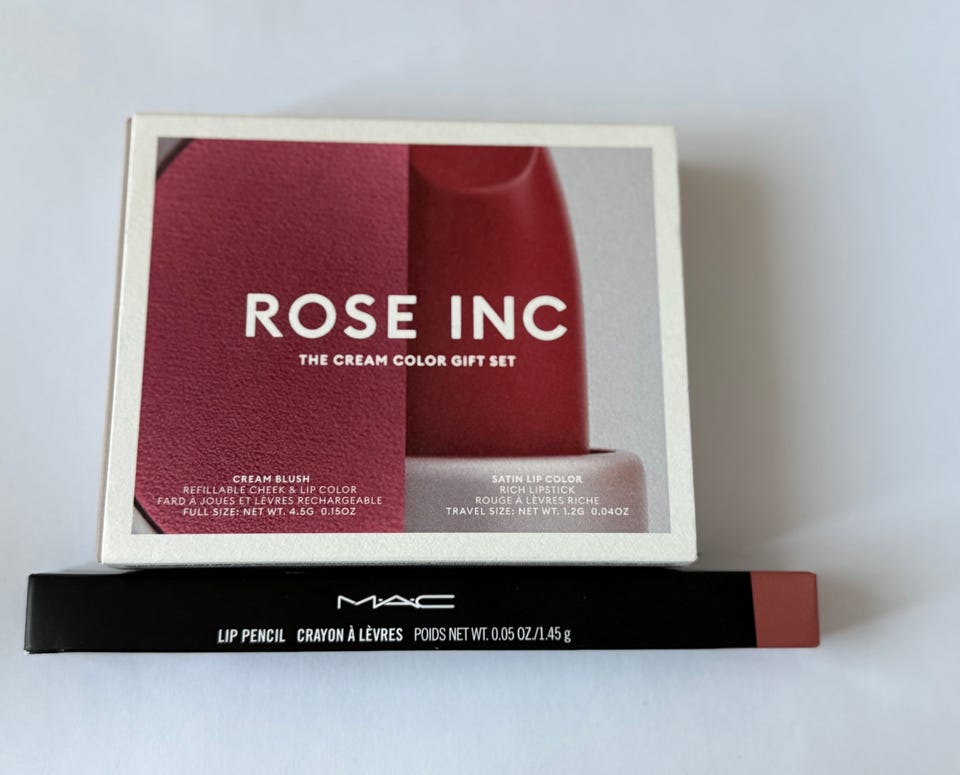 ROSE INC
THE CREAM COLOR GIFT SET
CREAM BLUSH
REFILLABLE CHEEK & LIP COLOR
FARD À JOUES ET LÈVRES RECHARGEABLE
FULL SIZE: NET WT. 4.5G 0.15OZ
SATIN LIP COLOR
RICH LIPSTICK
ROUGE À LÈVRES RICHE
TRAVEL SIZE: NET WT. 1.2G 0.04OZ
M·A·C
LIP PENCIL CRAYON À LÈVRES POIDS NET WT. 0.05 OZ./1.45 g